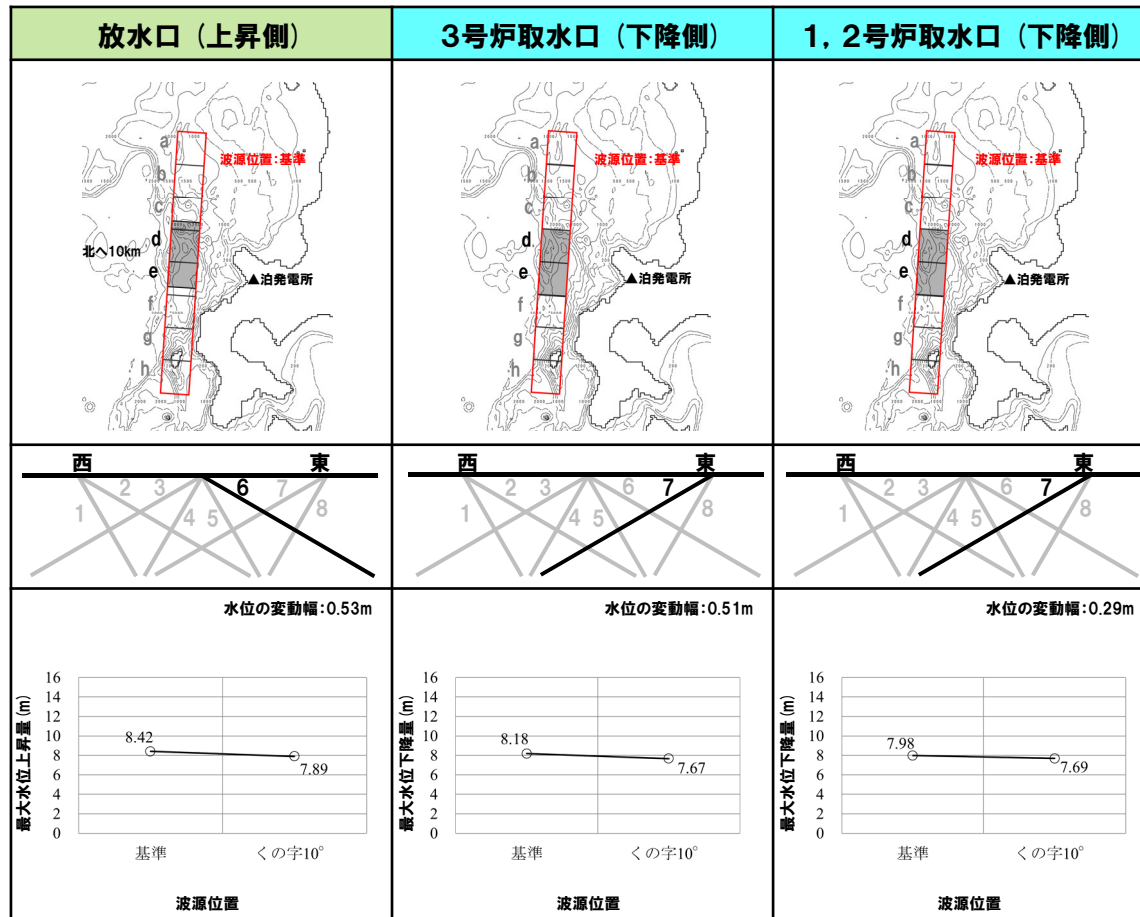 放水口（上昇側）
3号炉取水口（下降側）
1，2号炉取水口（下降側）
a
b
c
d
e
f
g
h
波源位置：基準
北へ10km
▲泊発電所
a
b
c
d
e
f
g
h
波源位置：基準
▲泊発電所
a
b
c
d
e
f
g
h
波源位置：基準
▲泊発電所
西
東
1
2
3
4
5
6
7
8
西
東
1
2
3
4
5
6
7
8
西
東
1
2
3
4
5
6
7
8
水位の変動幅：0.53m
最大水位上昇量(m)
16
14
12
10
8
6
4
2
0
8.42
7.89
基準
くの字10°
波源位置
水位の変動幅：0.51m
最大水位下降量(m)
16
14
12
10
8
6
4
2
0
8.18
7.67
基準
くの字10°
波源位置
水位の変動幅：0.29m
最大水位下降量(m)
16
14
12
10
8
6
4
2
0
7.98
7.69
基準
くの字10°
波源位置